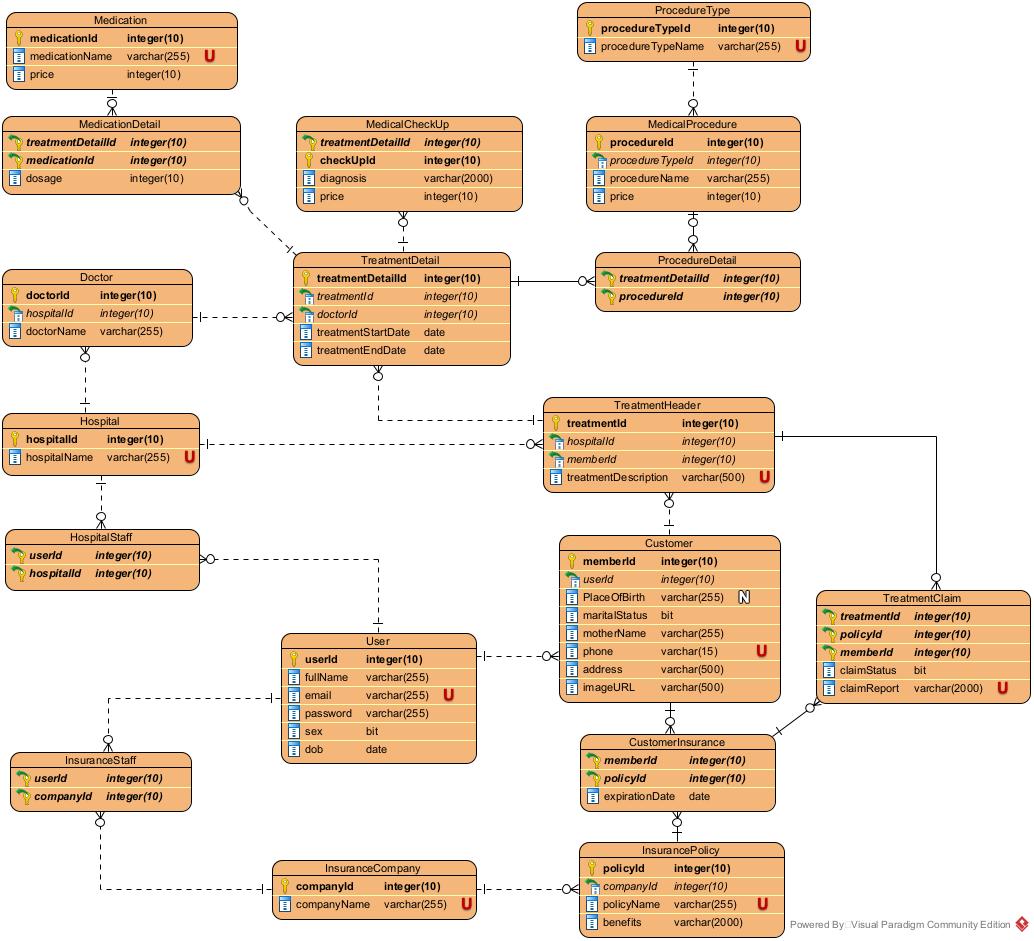 Medication
medicationId integer(10)
medicationName varchar(255) U
price integer(10)
ProcedureType
procedureTypeId integer(10)
procedureTypeName varchar(255) U
MedicationDetail
treatmentDetailId integer(10)
medicationId integer(10)
dosage integer(10)
MedicalCheckUp
treatmentDetailId integer(10)
checkUpId integer(10)
diagnosis varchar(2000)
price integer(10)
MedicalProcedure
procedureId integer(10)
procedureTypeId integer(10)
procedureName varchar(255)
price integer(10)
TreatmentDetail
treatmentDetailId integer(10)
treatmentId integer(10)
doctorId integer(10)
treatmentStartDate date
treatmentEndDate date
ProcedureDetail
treatmentDetailId integer(10)
procedureId integer(10)
Doctor
doctorId integer(10)
hospitalId integer(10)
doctorName varchar(255)
Hospital
hospitalId integer(10)
hospitalName varchar(255) U
TreatmentHeader
treatmentId integer(10)
hospitalId integer(10)
memberId integer(10)
treatmentDescription varchar(500) U
HospitalStaff
userId integer(10)
hospitalId integer(10)
Customer
memberId integer(10)
userId integer(10)
PlaceOfBirth varchar(255) N
maritalStatus bit
motherName varchar(255)
phone varchar(15) U
address varchar(500)
imageURL varchar(500)
TreatmentClaim
treatmentId integer(10)
policyId integer(10)
memberId integer(10)
claimStatus bit
claimReport varchar(2000) U
User
userId integer(10)
fullName varchar(255)
email varchar(255) U
password varchar(255)
sex bit
dob date
InsuranceStaff
userId integer(10)
companyId integer(10)
CustomerInsurance
memberId integer(10)
policyId integer(10)
expirationDate date
InsuranceCompany
companyId integer(10)
companyName varchar(255) U
InsurancePolicy
policyId integer(10)
companyId integer(10)
policyName varchar(255) U
benefits varchar(2000)
Powered By: Visual Paradigm Community Edition